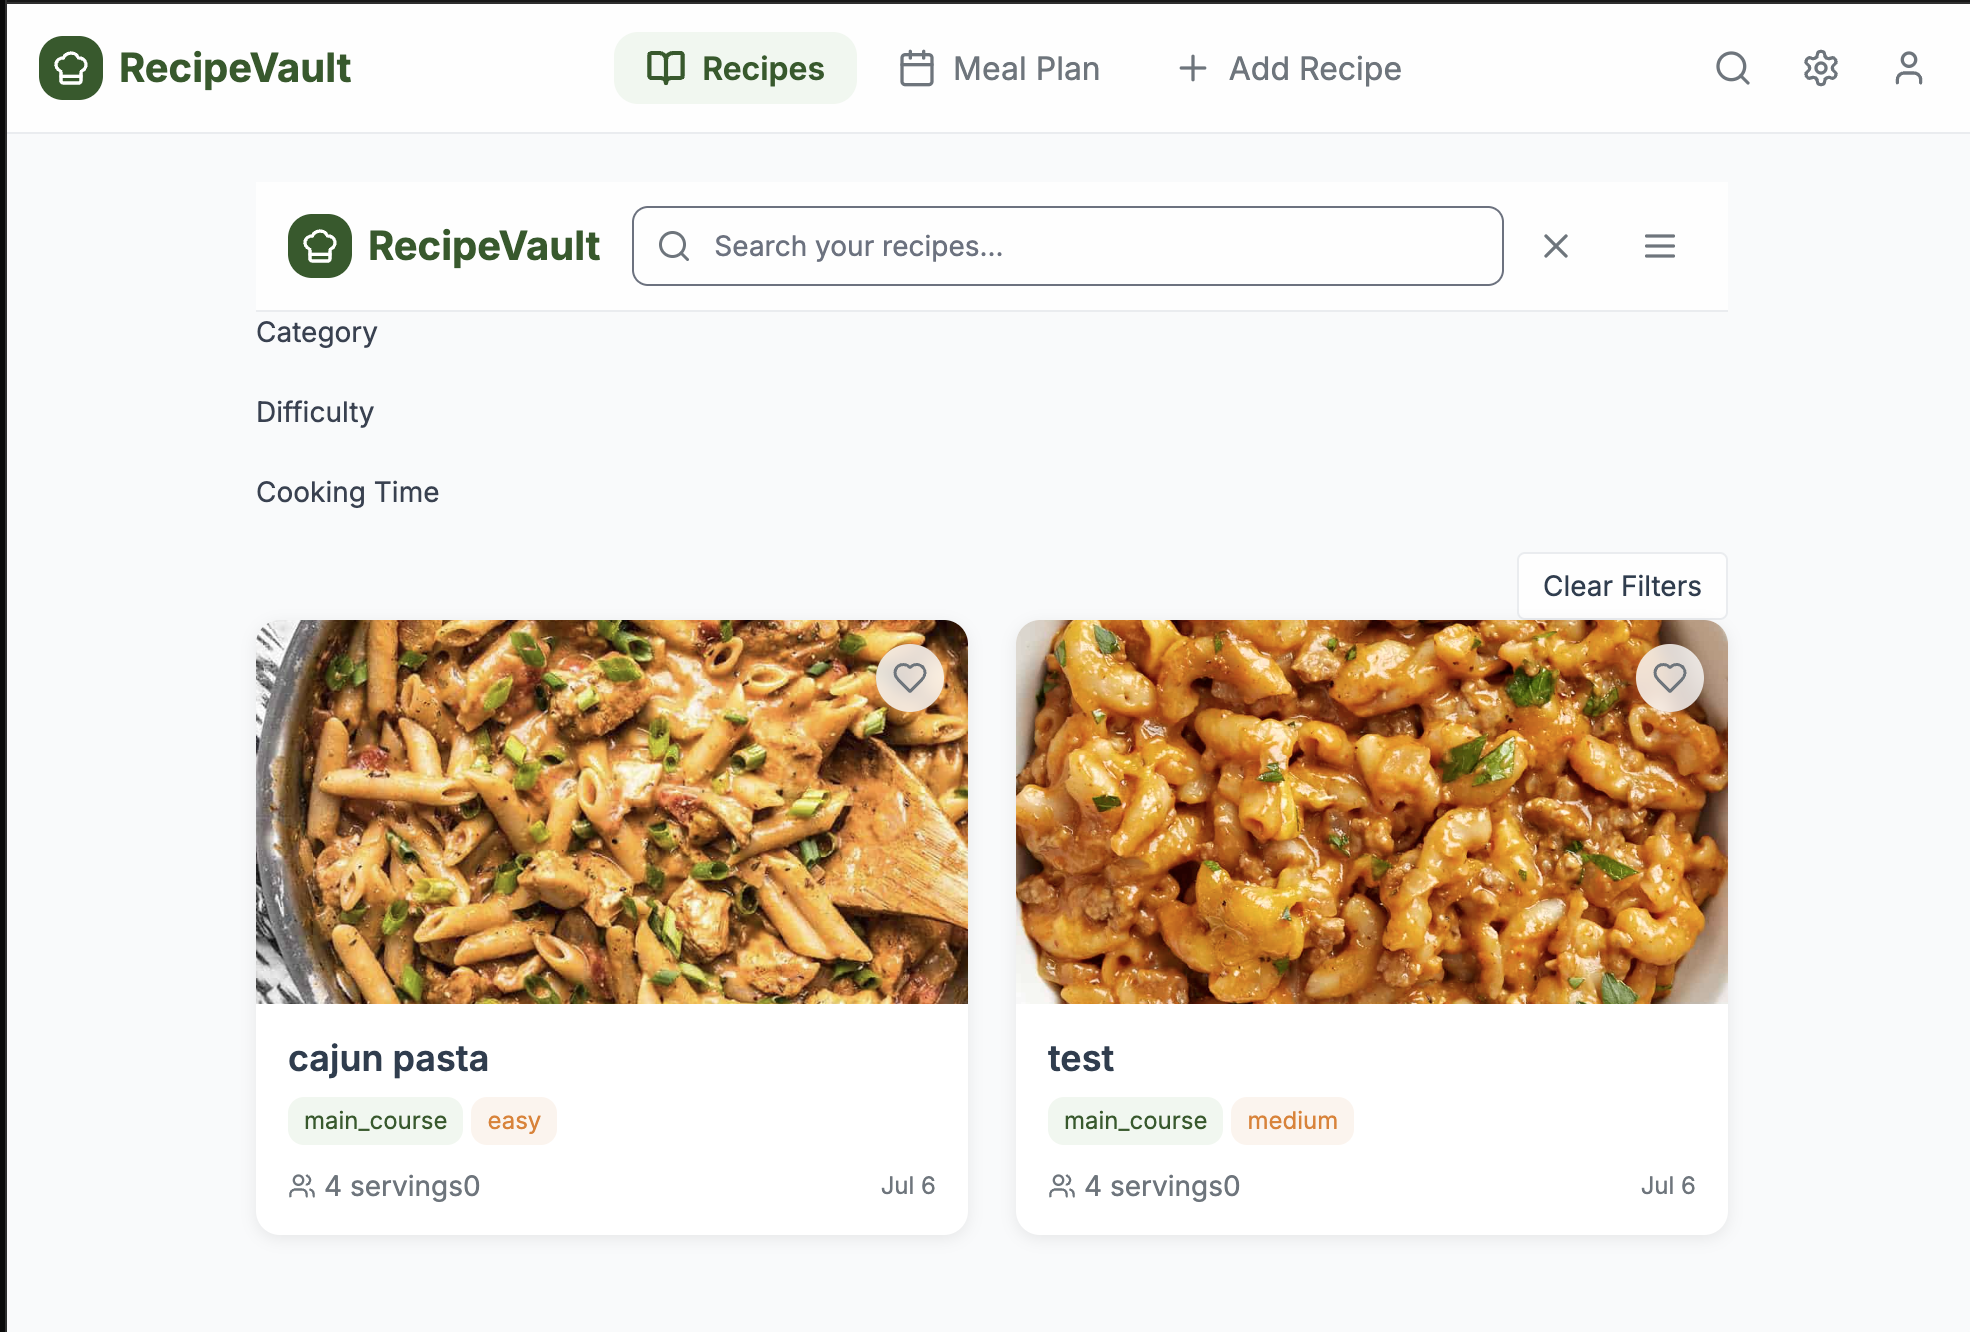 RecipeVault
Recipes
Meal Plan
Add Recipe
RecipeVault
Search your recipes...
Category
Difficulty
Cooking Time
Clear Filters
cajun pasta
main_course easy
4 servings0 Jul 6
test
main_course medium
4 servings0 Jul 6